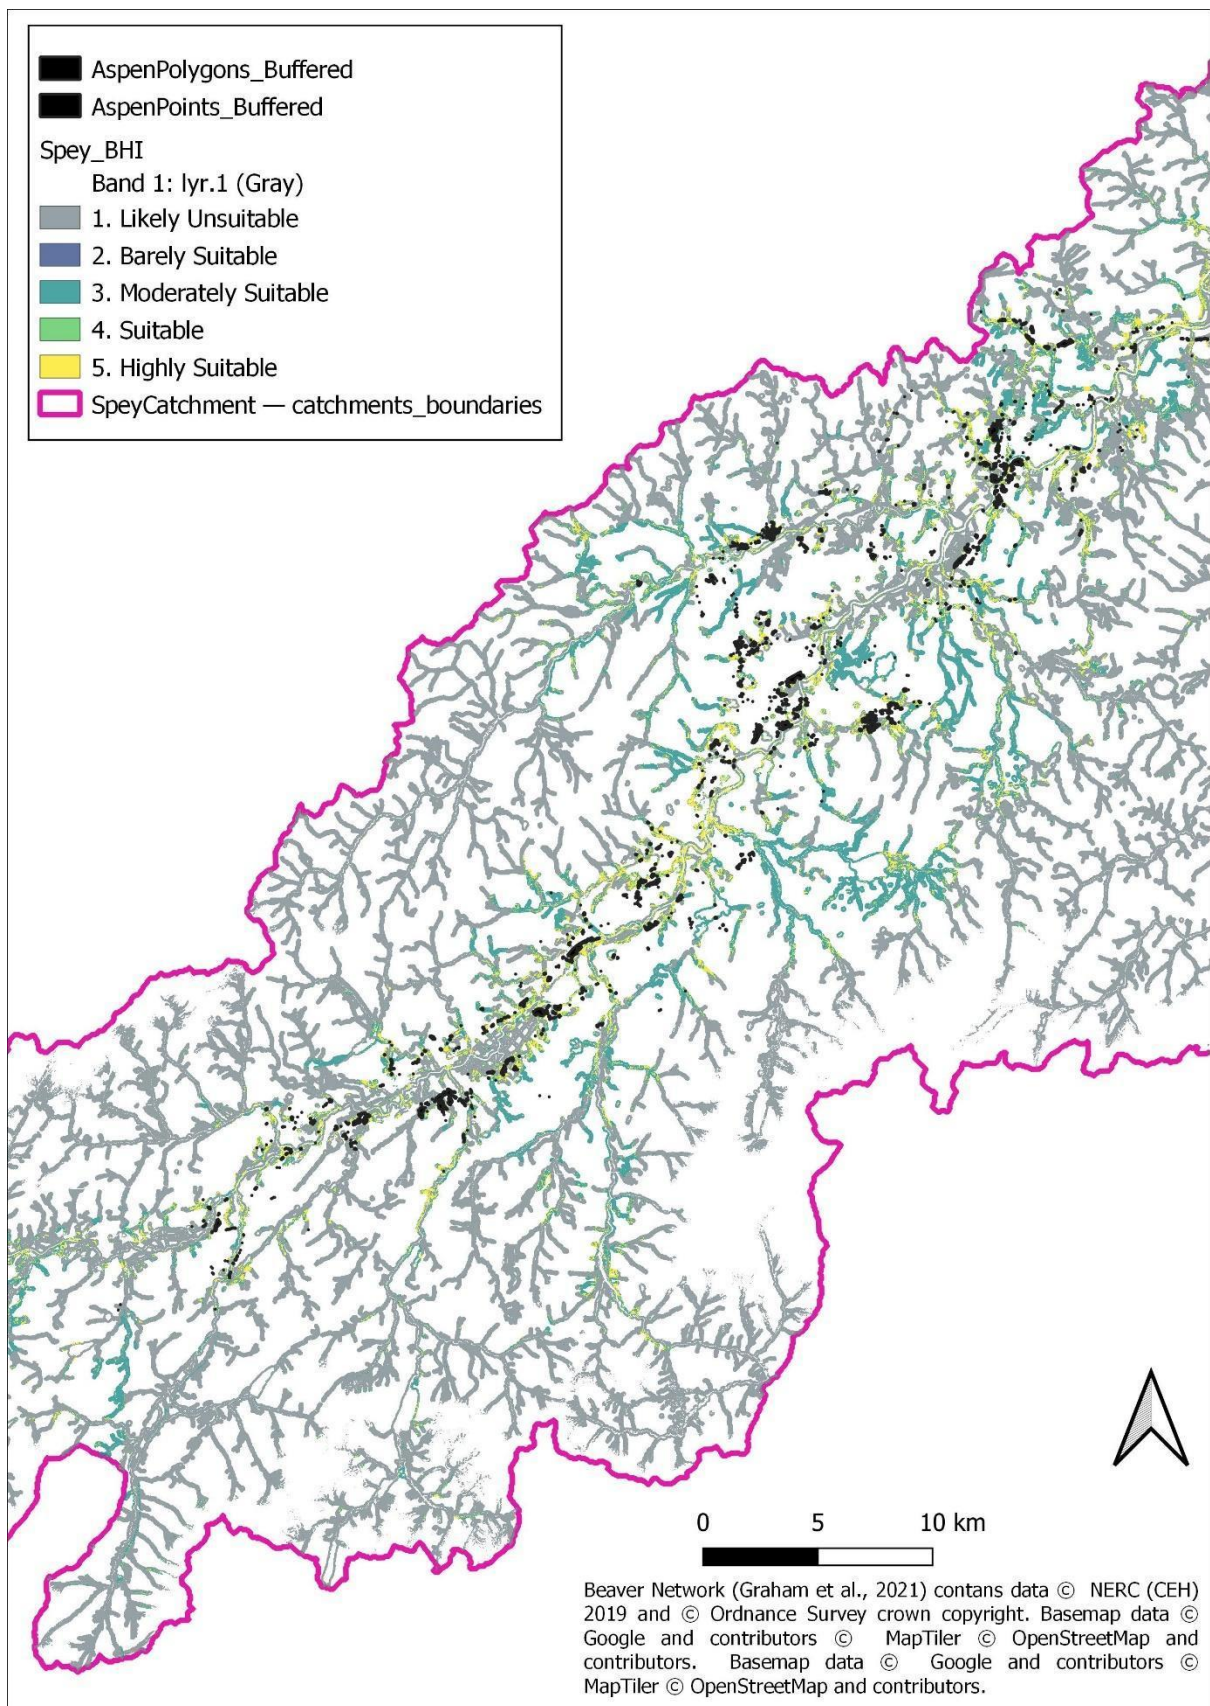 AspenPolygons_Buffered
AspenPoints_Buffered
Spey_BHI
Band 1: lyr.1 (Gray)
1. Likely Unsuitable
2. Barely Suitable
3. Moderately Suitable
4. Suitable
5. Highly Suitable
SpeyCatchment — catchments_boundaries
0 5 10 km
Beaver Network (Graham et al., 2021) contans data © NERC (CEH)
2019 and © Ordnance Survey crown copyright. Basemap data ©
Google and contributors © MapTiler © OpenStreetMap and
contributors. Basemap data © Google and contributors ©
MapTiler © OpenStreetMap and contributors.